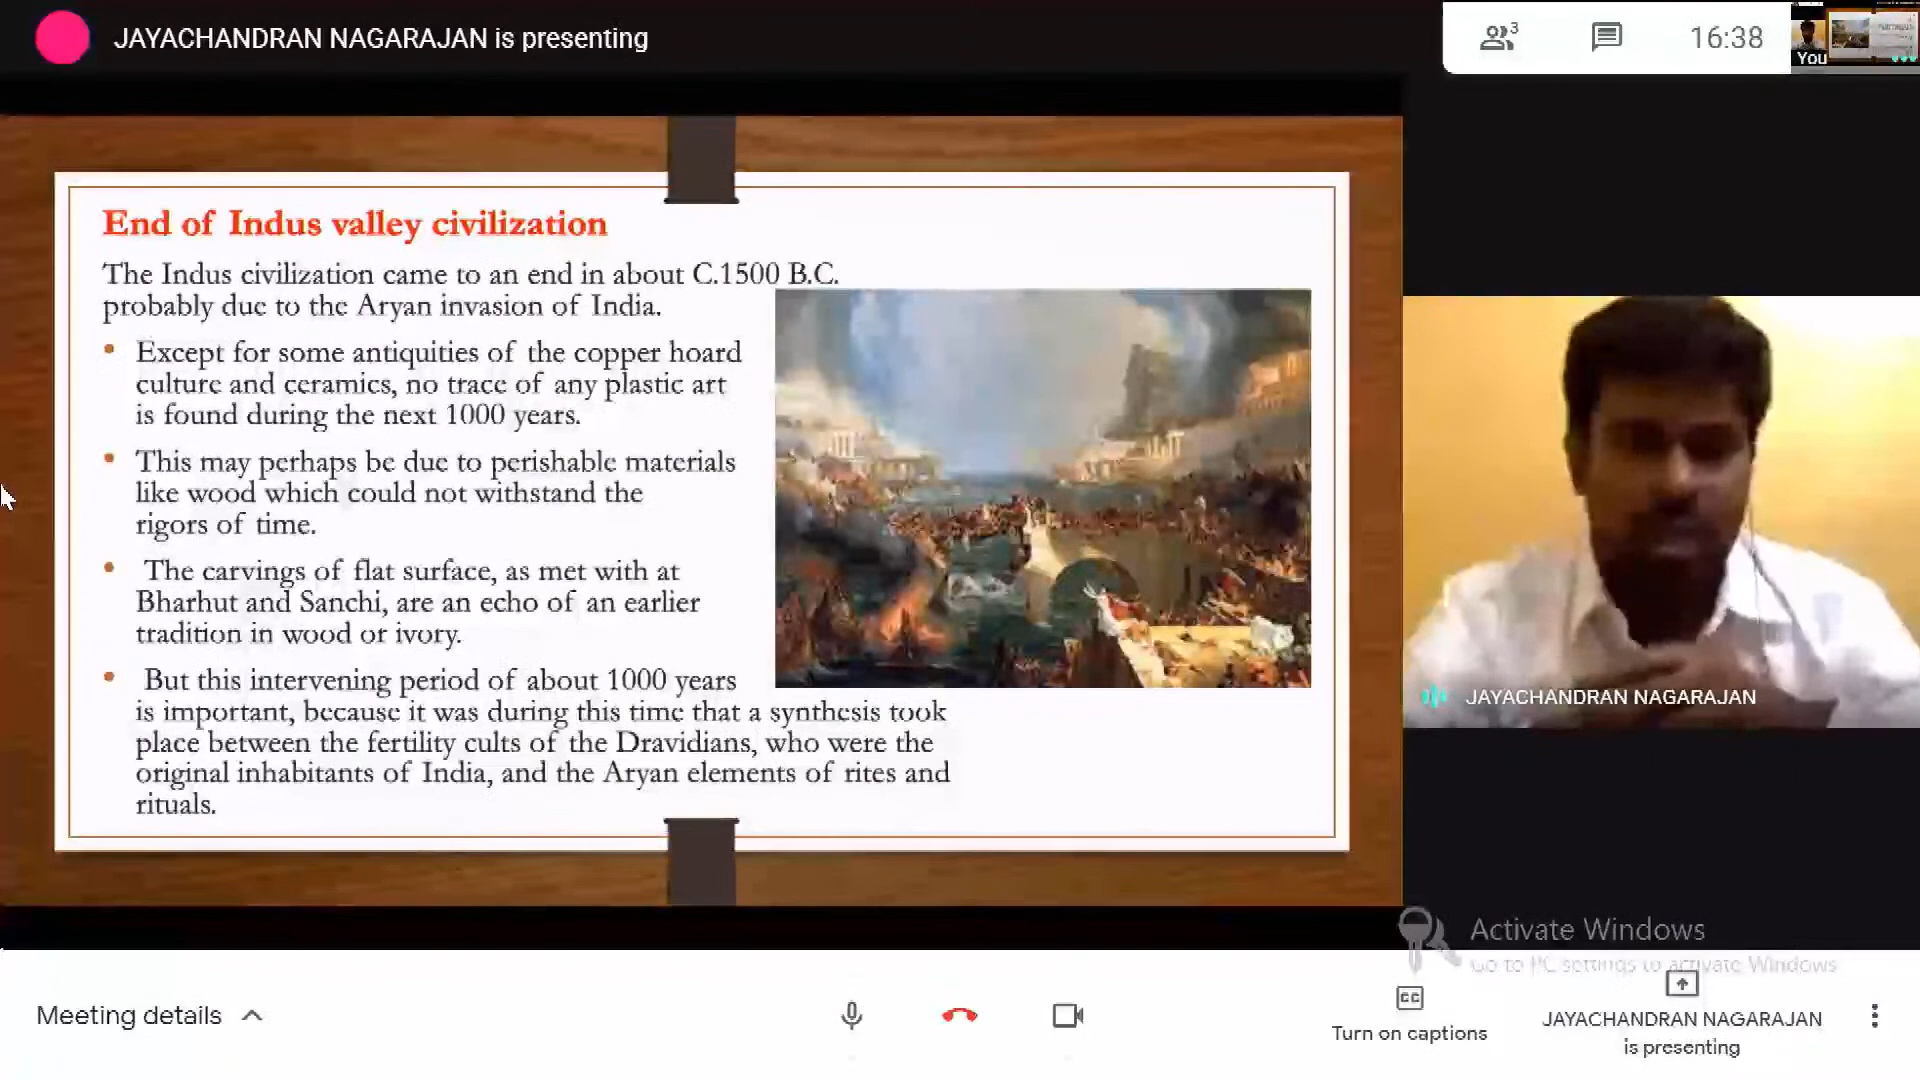 JAYACHANDRAN NAGARAJAN is presenting
3
16:38
You
End of Indus valley civilization
The Indus civilization came to an end in about C.1500 B.C.
probably due to the Aryan invasion of India.
• Except for some antiquities of the copper hoard
culture and ceramics, no trace of any plastic art
is found during the next 1000 years.
• This may perhaps be due to perishable materials
like wood which could not withstand the
rigors of time.
• The carvings of flat surface, as met with at
Bharhut and Sanchi, are an echo of an earlier
tradition in wood or ivory.
• But this intervening period of about 1000 years
is important, because it was during this time that a synthesis took
place between the fertility cults of the Dravidians, who were the
original inhabitants of India, and the Aryan elements of rites and
rituals.
JAYACHANDRAN NAGARAJAN
Activate Windows
Go to PC settings to activate Windows
Meeting details
CC
Turn on captions
JAYACHANDRAN NAGARAJAN
is presenting